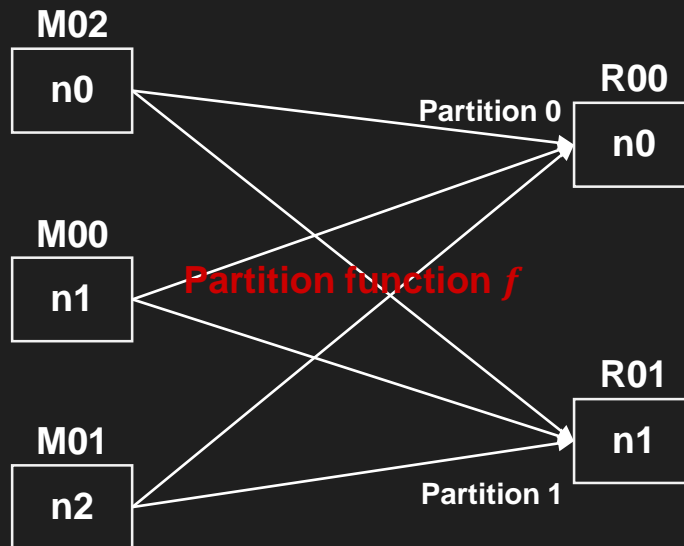 M02
n0
Partition 0
R00
n0
M00
n1
Partition function f
R01
n1
M01
n2
Partition 1